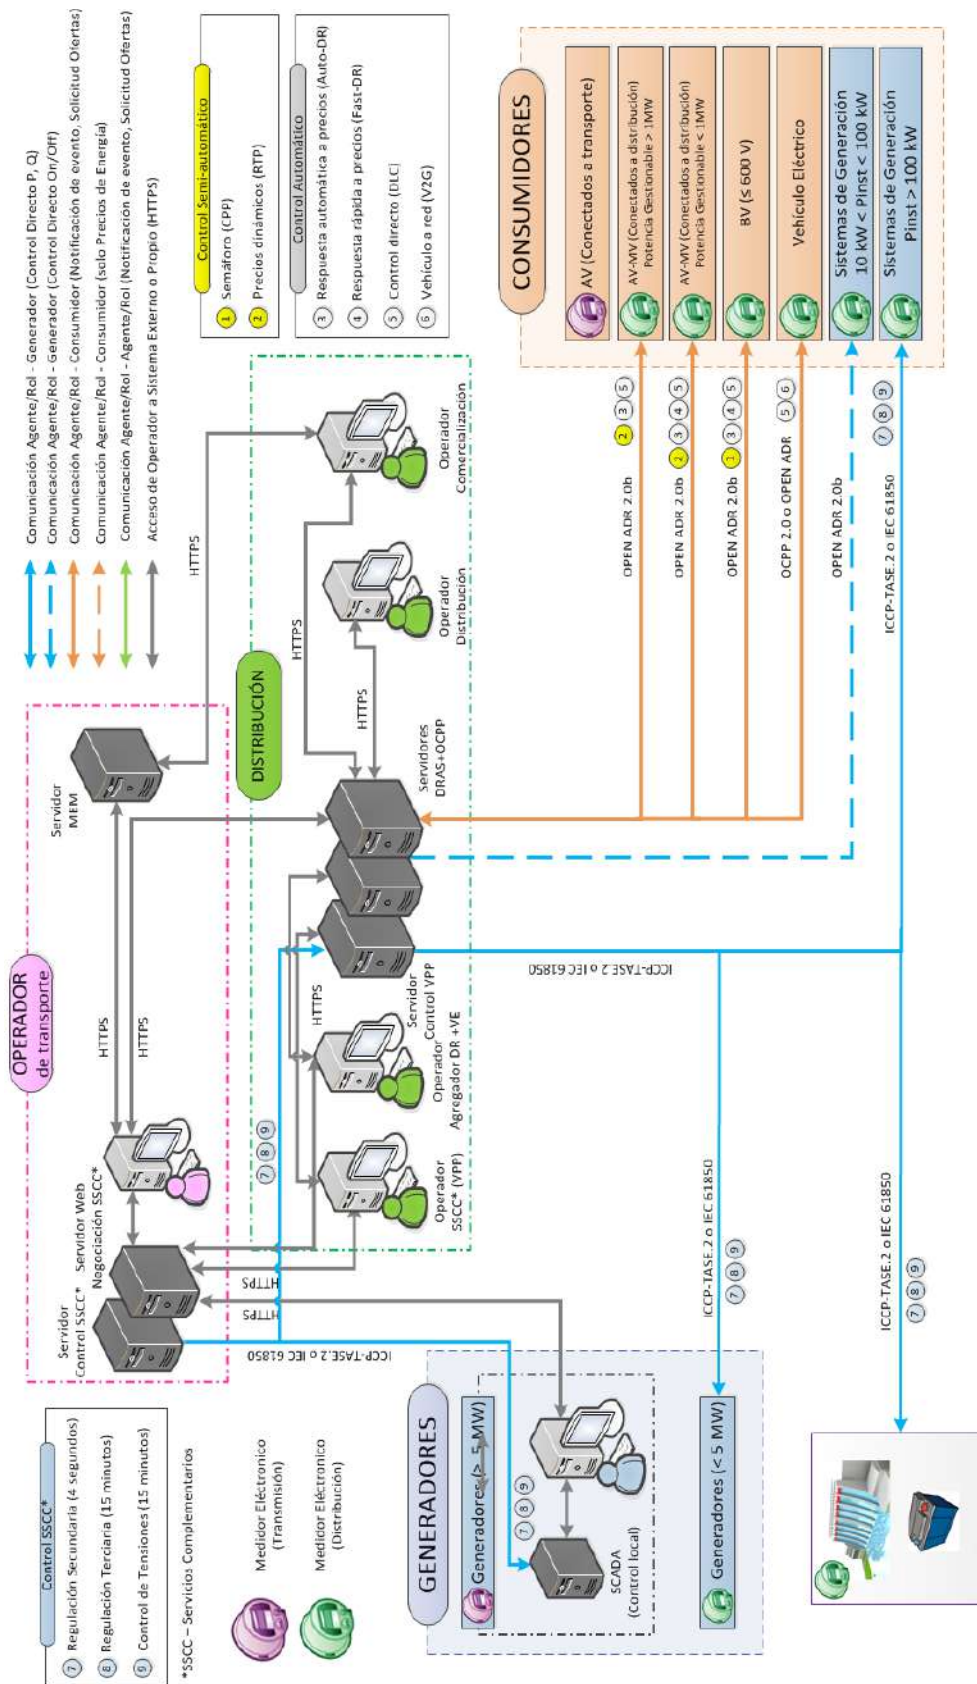 Control SSCC*
7 Regulación Secundaria (4 segundos)
8 Regulación Terciaria (15 minutos)
9 Control de Tensiones (15 minutos)
*SSCC – Servicios Complementarios
Medidor Eléctronico
(Transmisión)
Medidor Eléctronico
(Distribución)
OPERADOR
de transporte
Servidor
Control SSCC*
Servidor Web
Negociación SSCC*
HTTPS
HTTPS
Servidor
MEM
HTTPS
Comunicación Agente/Rol - Generador (Control Directo P, Q)
Comunicación Agente/Rol - Generador (Control Directo On/Off)
Comunicación Agente/Rol - Consumidor (Notificación de evento, Solicitud Ofertas)
Comunicación Agente/Rol - Consumidor (solo Precios de Energía)
Comunicación Agente/Rol - Agente/Rol (Notificación de evento, Solicitud Ofertas)
Acceso de Operador a Sistema Externo o Propio (HTTPS)
Control Semi-automático
1 Semáforo (CPP)
2 Precios dinámicos (RTP)
Control Automático
3 Respuesta automática a precios (Auto-DR)
4 Respuesta rápida a precios (Fast-DR)
5 Control directo (DLC)
6 Vehículo a red (V2G)
DISTRIBUCIÓN
HTTPS
HTTPS
ICCP-TASE.2 o IEC 61850
7 8 9
HTTPS
HTTPS
HTTPS
Operador
SSCC* (VPP)
Operador
Agregador DR +VE
Servidor
Control VPP
Servidores
DRAS+OCPP
Operador
Distribución
Operador
Comercialización
ICCP-TASE.2 o IEC 61850
GENERADORES
Generadores (> 5 MW)
7 8 9
SCADA
(Control local)
Generadores (< 5 MW)
ICCP-TASE.2 o IEC 61850
7 8 9
ICCP-TASE.2 o IEC 61850
7 8 9
OPEN ADR 2.0b
2 3 5
OPEN ADR 2.0b
2 3 4 5
OPEN ADR 2.0b
1 3 4 5
OCPP 2.0 o OPEN ADR
5 6
OPEN ADR 2.0b
ICCP-TASE.2 o IEC 61850
7 8 9
CONSUMIDORES
AV (Conectados a transporte)
AV-MV (Conectados a distribución)
Potencia Gestionable > 1MW
AV-MV (Conectados a distribución)
Potencia Gestionable < 1MW
BV (≤ 600 V)
Vehículo Eléctrico
Sistemas de Generación
10 kW < Pinst < 100 kW
Sistemas de Generación
Pinst > 100 kW